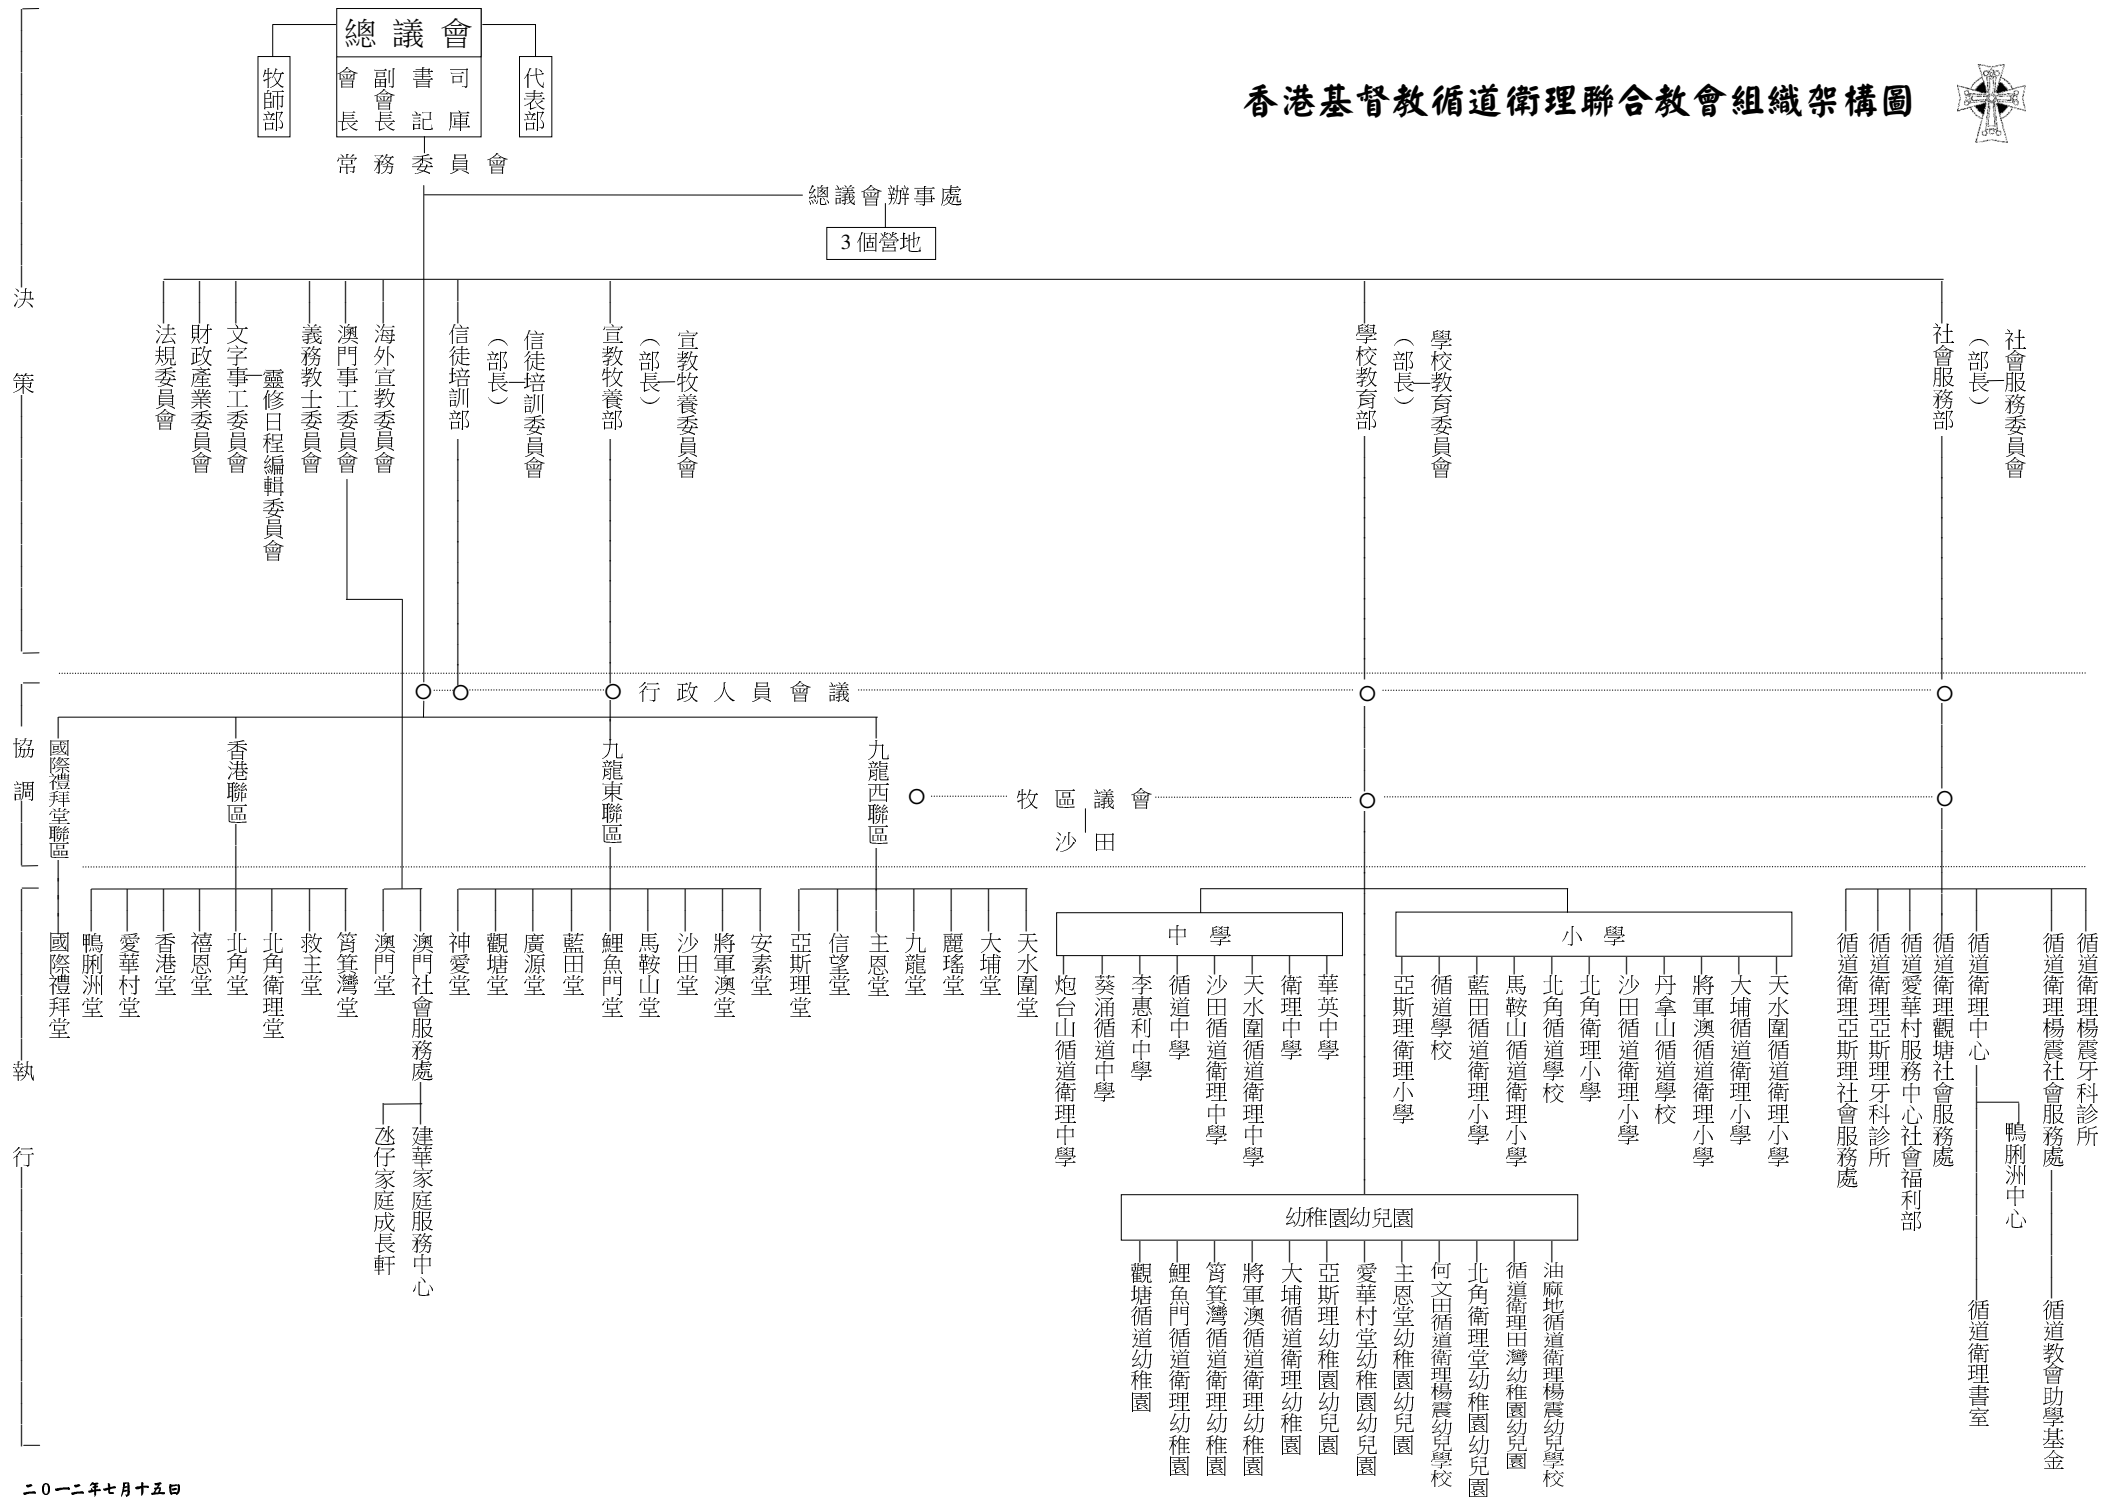 香港基督教循道衛理聯合教會組織架構圖
總議會
牧師部
會長
副會長
書記
司庫
代表部
常務委員會
總議會辦事處
3個營地
決策
法規委員會
財政產業委員會
文字事工委員會
靈修日程編輯委員會
義務教士委員會
澳門事工委員會
海外宣教委員會
信徒培訓部
（部長）
信徒培訓委員會
宣教牧養部
（部長）
宣教牧養委員會
學校教育部
（部長）
學校教育委員會
社會服務部
（部長）
社會服務委員會
行政人員會議
協調
國際禮拜堂聯區
香港聯區
九龍東聯區
九龍西聯區
牧區議會
沙田
執行
國際禮拜堂
鴨脷洲堂
愛華村堂
香港堂
禧恩堂
北角堂
北角衛理堂
救主堂
筲箕灣堂
澳門堂
澳門社會服務處
氹仔家庭成長軒
建華家庭服務中心
神愛堂
觀塘堂
廣源堂
藍田堂
鯉魚門堂
馬鞍山堂
沙田堂
將軍澳堂
安素堂
亞斯理堂
信望堂
主恩堂
九龍堂
麗瑤堂
大埔堂
天水圍堂
中學
炮台山循道衛理中學
葵涌循道中學
李惠利中學
循道中學
沙田循道衛理中學
天水圍循道衛理中學
衛理中學
華英中學
小學
亞斯理衛理小學
循道學校
藍田循道衛理小學
馬鞍山循道衛理小學
北角循道學校
北角衛理小學
沙田循道衛理小學
丹拿山循道學校
將軍澳循道衛理小學
大埔循道衛理小學
天水圍循道衛理小學
幼稚園幼兒園
觀塘循道幼稚園
鯉魚門循道衛理幼稚園
筲箕灣循道衛理幼稚園
將軍澳循道衛理幼稚園
大埔循道衛理幼稚園
亞斯理幼稚園幼兒園
愛華村堂幼稚園幼兒園
主恩堂幼稚園幼兒園
何文田循道衛理楊震幼兒學校
北角衛理堂幼稚園幼兒園
循道衛理田灣幼稚園幼兒園
油麻地循道衛理楊震幼兒學校
循道衛理亞斯理社會服務處
循道衛理亞斯理牙科診所
循道愛華村服務中心社會福利部
循道衛理觀塘社會服務處
循道衛理中心
鴨脷洲中心
循道衛理書室
循道衛理楊震社會服務處
循道教會助學基金
循道衛理楊震牙科診所
二０一二年七月十五日